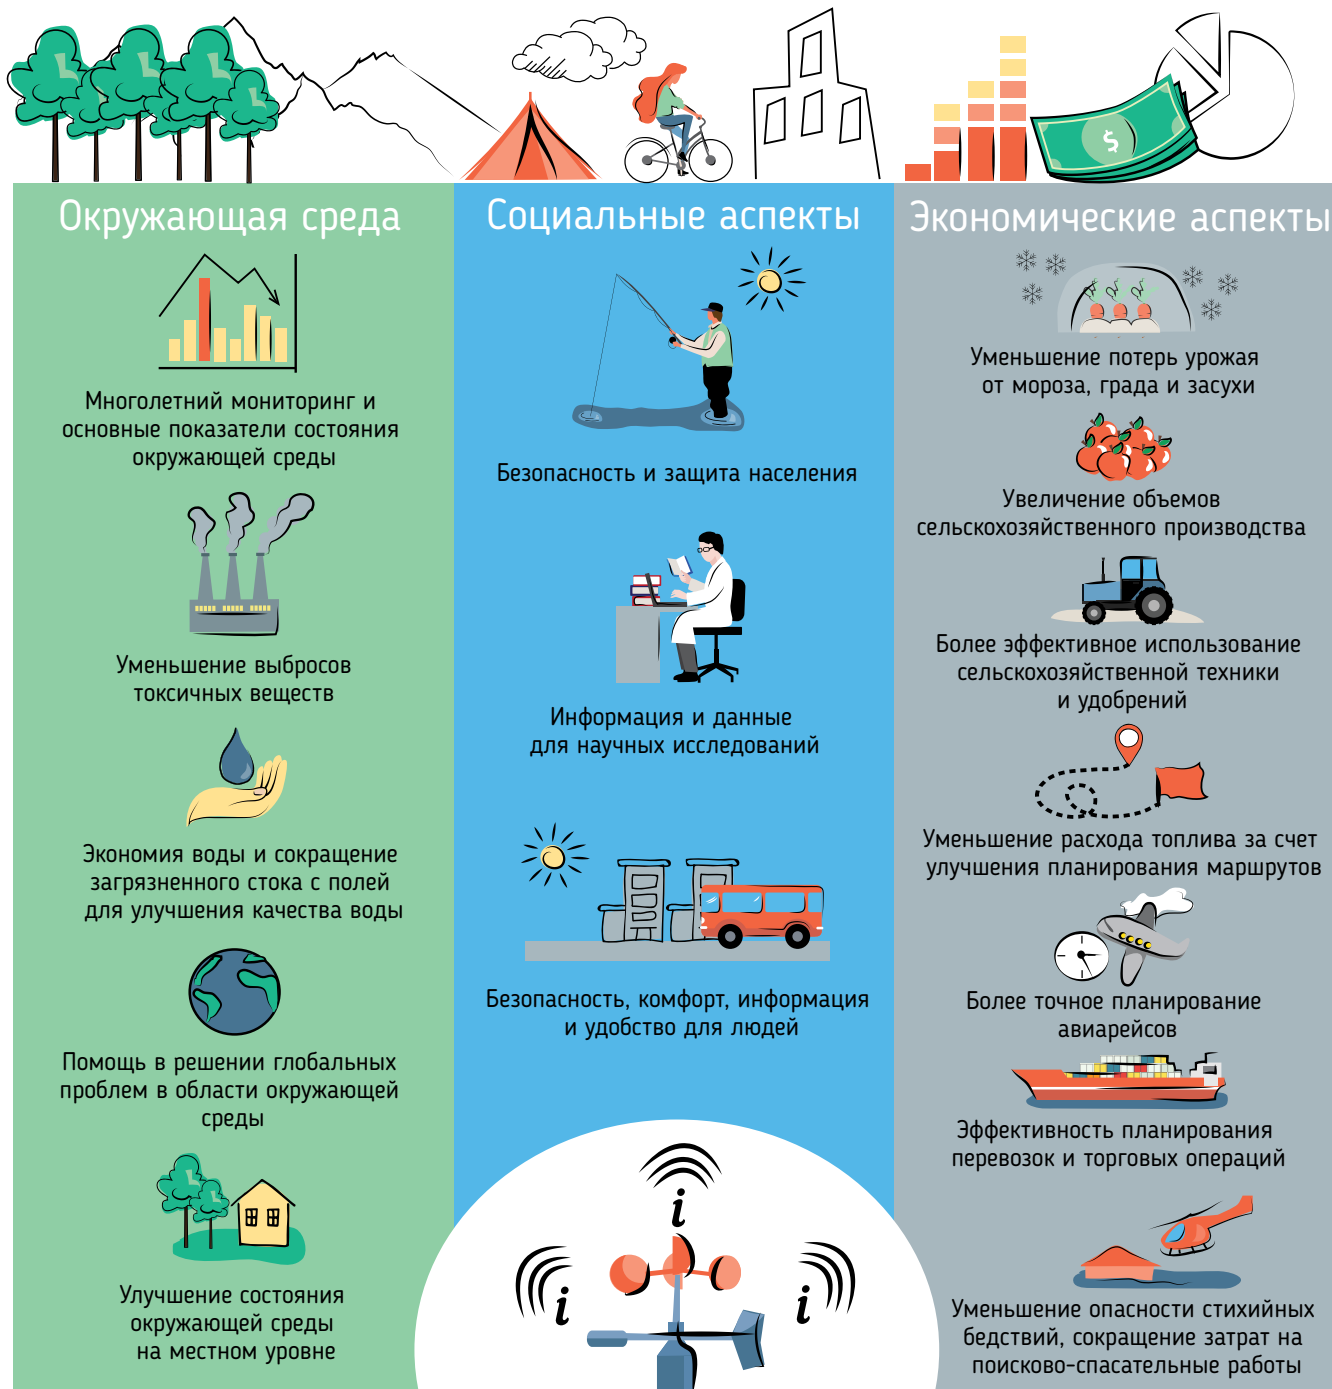 Окружающая среда
Многолетний мониторинг и
основные показатели состояния
окружающей среды
Уменьшение выбросов
токсичных веществ
Экономия воды и сокращение
загрязненного стока с полей
для улучшения качества воды
Помощь в решении глобальных
проблем в области окружающей
среды
Улучшение состояния
окружающей среды
на местном уровне
Социальные аспекты
Безопасность и защита населения
Информация и данные
для научных исследований
Безопасность, комфорт, информация
и удобство для людей
i
i
i
$
Экономические аспекты
Уменьшение потерь урожая
от мороза, града и засухи
Увеличение объемов
сельскохозяйственного производства
Более эффективное использование
сельскохозяйственной техники
и удобрений
Уменьшение расхода топлива за счет
улучшения планирования маршрутов
Более точное планирование
авиарейсов
Эффективность планирования
перевозок и торговых операций
Уменьшение опасности стихийных
бедствий, сокращение затрат на
поисково-спасательные работы